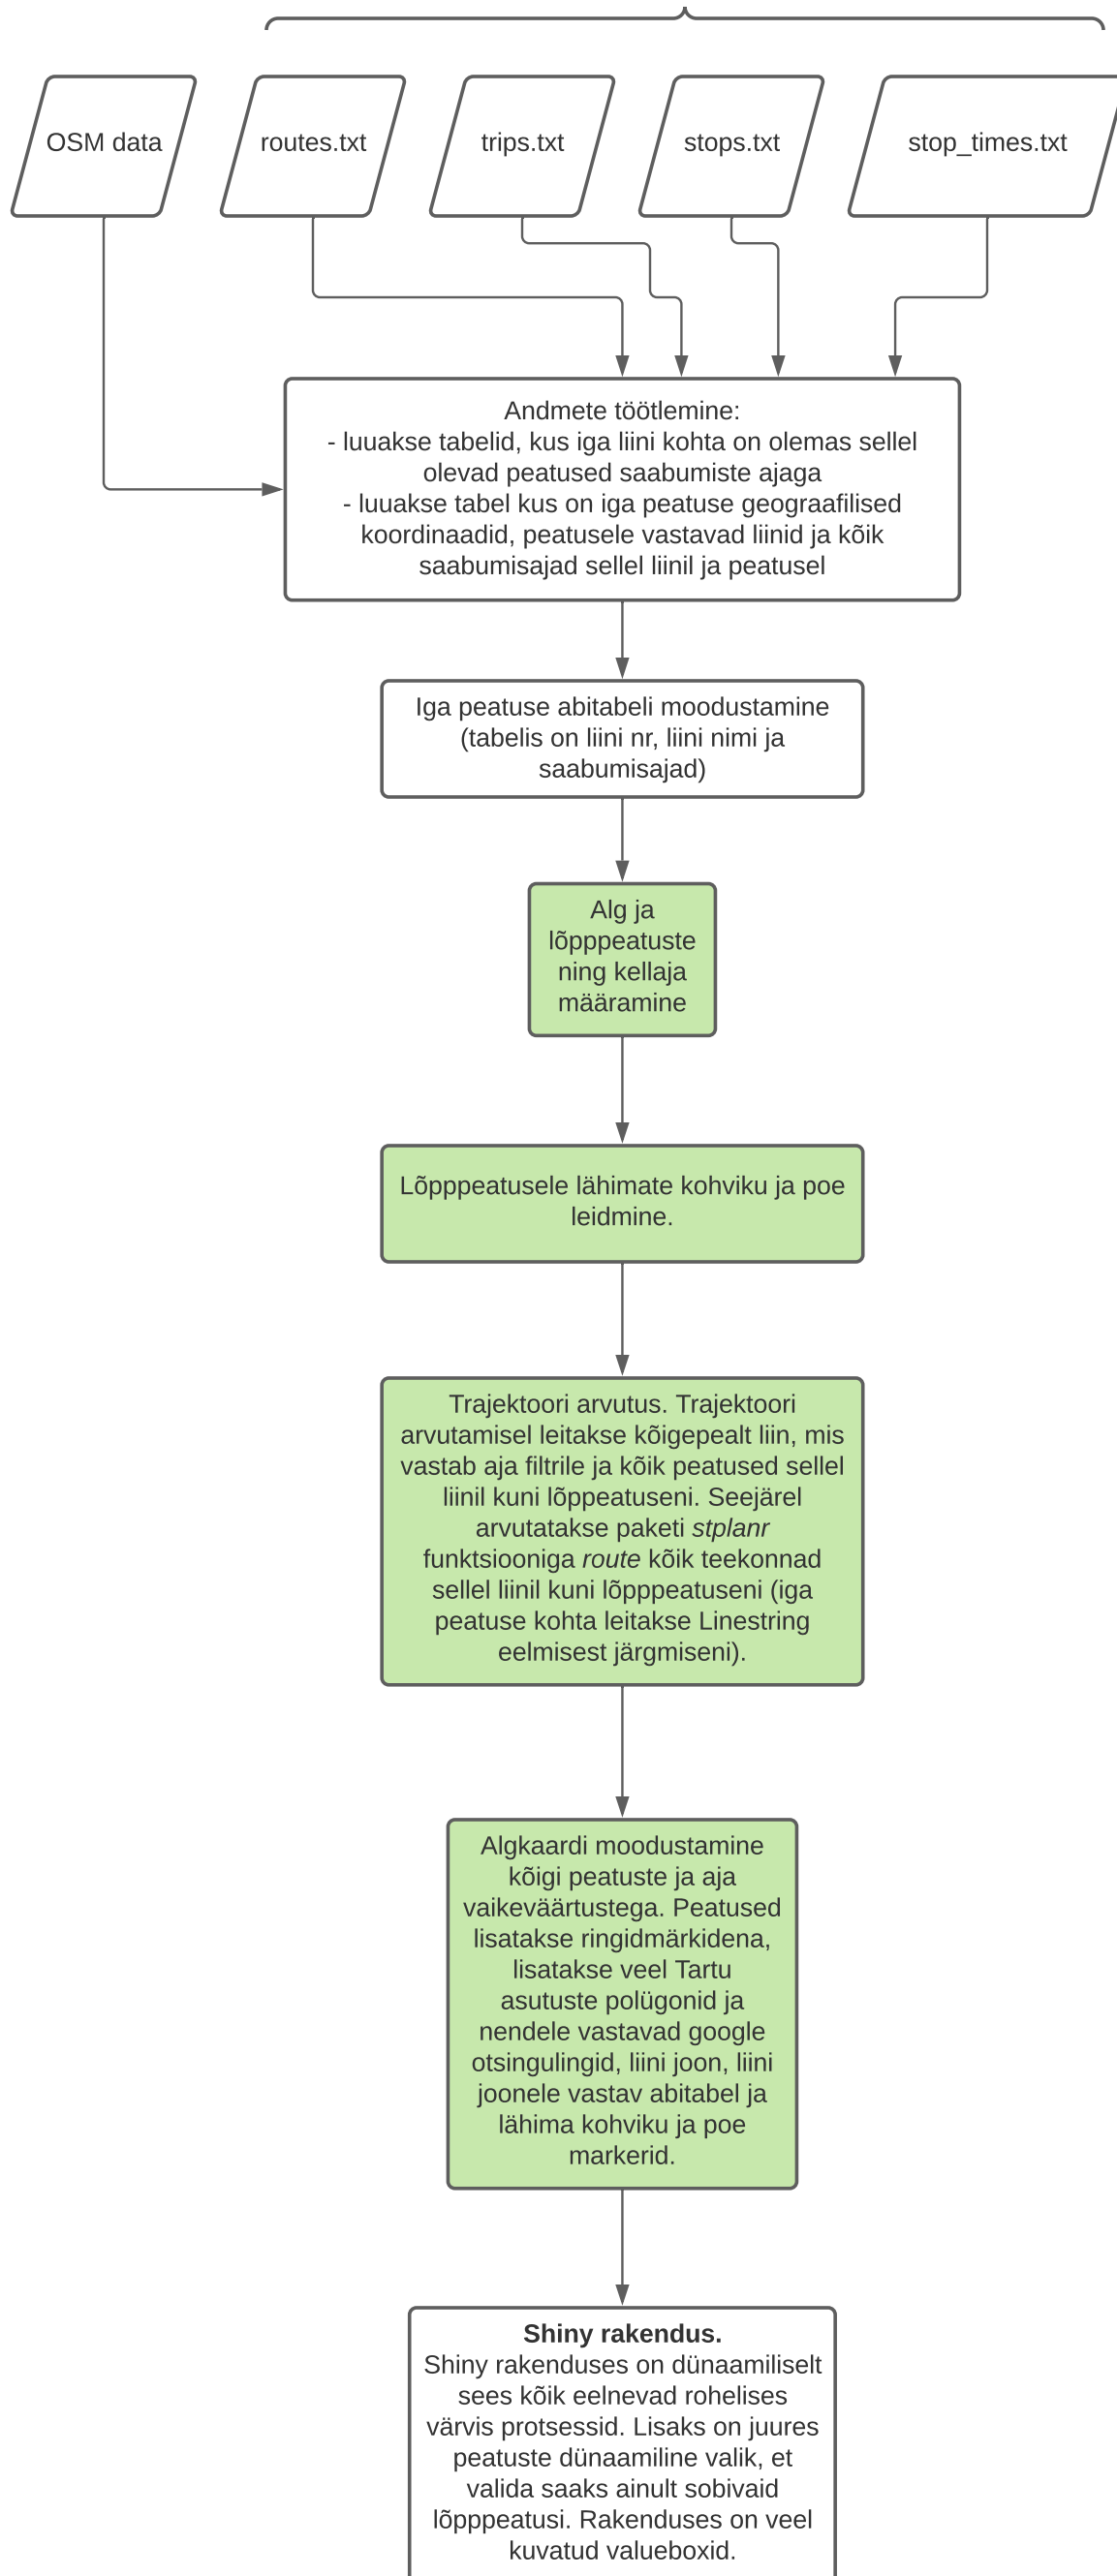 OSM data
routes.txt
trips.txt
stops.txt
stop_times.txt
Andmete töötlemine:
- luuakse tabelid, kus iga liini kohta on olemas sellel
olevad peatused saabumiste ajaga
- luuakse tabel kus on iga peatuse geograafilised
koordinaadid, peatusele vastavad liinid ja kõik
saabumisajad sellel liinil ja peatusel
Iga peatuse abitabeli moodustamine
(tabelis on liini nr, liini nimi ja
saabumisajad)
Alg ja
lõpppeatuste
ning kellaja
määramine
Lõpppeatusele lähimate kohviku ja poe
leidmine.
Trajektoori arvutus. Trajektoori
arvutamisel leitakse kõigepealt liin, mis
vastab aja filtrile ja kõik peatused sellel
liinil kuni lõppeatuseni. Seejärel
arvutatakse paketi stplanr
funktsiooniga route kõik teekonnad
sellel liinil kuni lõpppeatuseni (iga
peatuse kohta leitakse Linestring
eelmisest järgmiseni).
Algkaardi moodustamine
kõigi peatuste ja aja
vaikeväärtustega. Peatused
lisatakse ringidmärkidena,
lisatakse veel Tartu
asutuste polügonid ja
nendele vastavad google
otsingulingid, liini joon, liini
joonele vastav abitabel ja
lähima kohviku ja poe
markerid.
Shiny rakendus.
Shiny rakenduses on dünaamiliselt
sees kõik eelnevad rohelises
värvis protsessid. Lisaks on juures
peatuste dünaamiline valik, et
valida saaks ainult sobivaid
lõpppeatusi. Rakenduses on veel
kuvatud valueboxid.